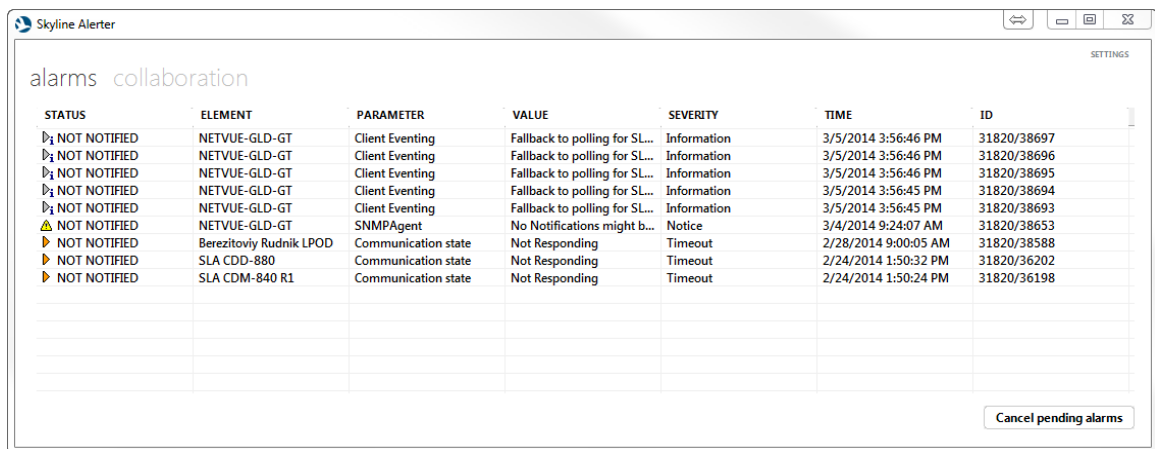 Skyline Alerter
SETTINGS
alarms collaboration
STATUS ELEMENT PARAMETER VALUE SEVERITY TIME ID
NOT NOTIFIED NETVUE-GLD-GT Client Eventing Fallback to polling for SL... Information 3/5/2014 3:56:46 PM 31820/38697
NOT NOTIFIED NETVUE-GLD-GT Client Eventing Fallback to polling for SL... Information 3/5/2014 3:56:46 PM 31820/38696
NOT NOTIFIED NETVUE-GLD-GT Client Eventing Fallback to polling for SL... Information 3/5/2014 3:56:46 PM 31820/38695
NOT NOTIFIED NETVUE-GLD-GT Client Eventing Fallback to polling for SL... Information 3/5/2014 3:56:45 PM 31820/38694
NOT NOTIFIED NETVUE-GLD-GT Client Eventing Fallback to polling for SL... Information 3/5/2014 3:56:45 PM 31820/38693
NOT NOTIFIED NETVUE-GLD-GT SNMPAgent No Notifications might b... Notice 3/4/2014 9:24:07 AM 31820/38653
NOT NOTIFIED Berezitoviy Rudnik LPOD Communication state Not Responding Timeout 2/28/2014 9:00:05 AM 31820/38588
NOT NOTIFIED SLA CDD-880 Communication state Not Responding Timeout 2/24/2014 1:50:32 PM 31820/36202
NOT NOTIFIED SLA CDM-840 R1 Communication state Not Responding Timeout 2/24/2014 1:50:24 PM 31820/36198
Cancel pending alarms